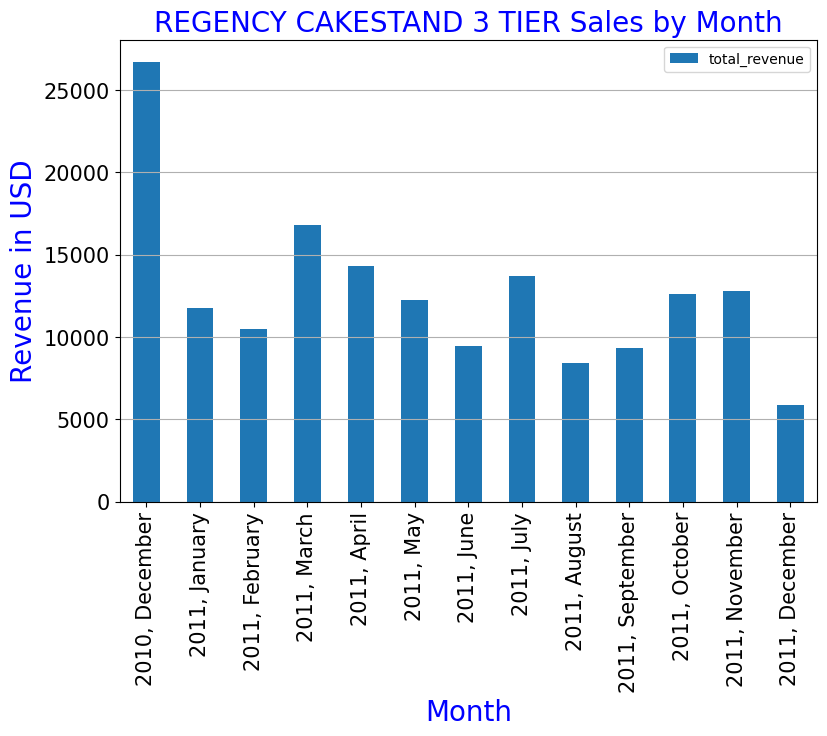 REGENCY CAKESTAND 3 TIER Sales by Month
total_revenue
Revenue in USD
25000
20000
15000
10000
5000
0
2010, December
2011, January
2011, February
2011, March
2011, April
2011, May
2011, June
2011, July
2011, August
2011, September
2011, October
2011, November
2011, December
Month